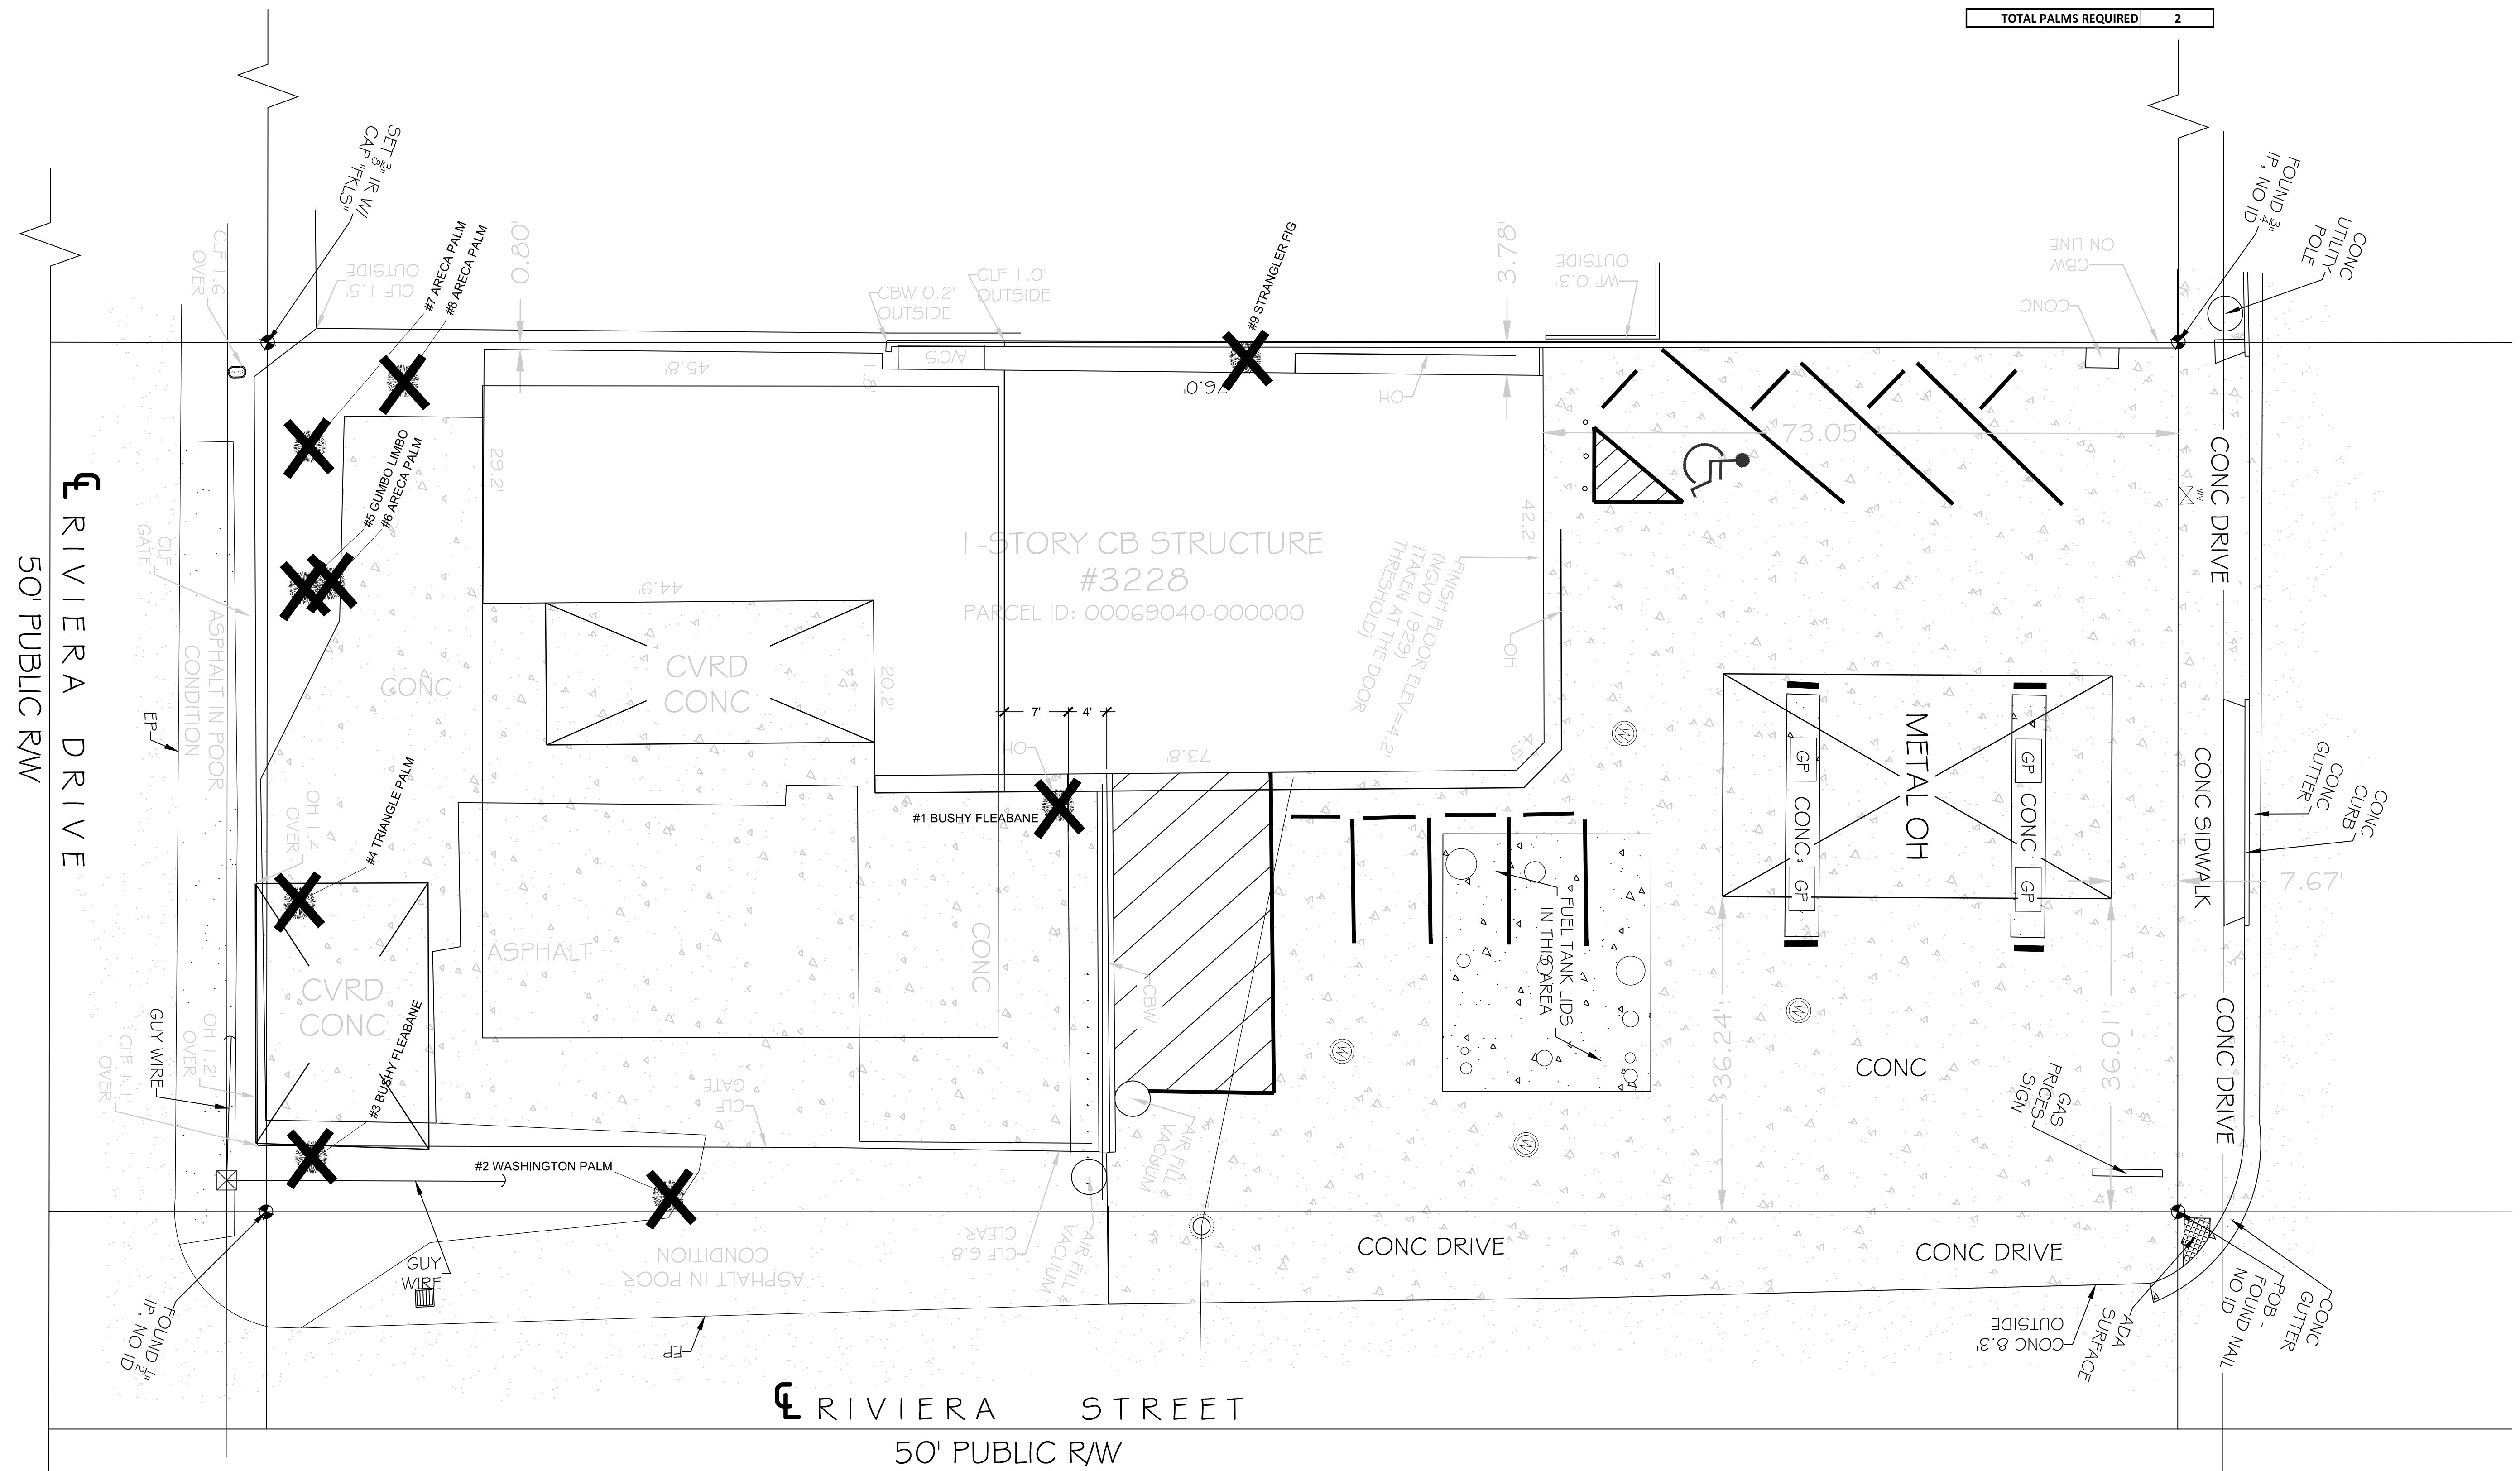 TOTAL PALMS REQUIRED 2
SET 3/8" IR W/
CAP "FKLS"
FOUND 3/4"
IP, NO ID
CONC
UTILITY
POLE
CLF 1.6'
OVER
CLF 1.5'
OUTSIDE
#7 ARECA PALM
#8 ARECA PALM
0.80'
CBW 0.2'
OUTSIDE
CLF 1.0'
OUTSIDE
#9 STRANGLER FIG
3.78'
WF 0.3'
OUTSIDE
CBW
ON LINE
CONC
45.8'
1.8'
A/CS
76.0'
OH
73.05'
WV
CONC DRIVE
#5 GUMBO LIMBO
#6 ARECA PALM
29.2'
CLF
GATE
ASPHALT IN POOR
CONDITION
℄ RIVIERA DRIVE
50' PUBLIC R/W
EP
CONC
44.9'
CVRD
CONC
20.2'
1-STORY CB STRUCTURE
#3228
PARCEL ID: 00069040-000000
FINISH FLOOR ELEV=4.2'
(NGVD 1929)
(TAKEN AT THE DOOR
THRESHOLD)
42.2'
OH
7'
4'
OH
73.8'
4.5'
W
METAL OH
GP
CONC
GP
GP
CONC
GP
CONC SIDWALK
CONC
GUTTER
CONC
CURB
7.67'
#4 TRIANGLE PALM
OH 1.4'
OVER
#1 BUSHY FLEABANE
ASPHALT
CONC
CBW
FUEL TANK LIDS
IN THIS AREA
36.24'
36.01'
CVRD
CONC
#3 BUSHY FLEABANE
GUY WIRE
OH 1.2'
OVER
CLF 1.1'
OVER
CLF
GATE
W
W
W
CONC
GAS
PRICES
SIGN
CONC DRIVE
#2 WASHINGTON PALM
AIR FILL &
VACUUM
AIR FILL &
VACUUM
CLF 6.8'
CLEAR
GUY
WIRE
ASPHALT IN POOR
CONDITION
CONC DRIVE
CONC DRIVE
FOUND 1/2"
IP, NO ID
EP
CONC 8.3'
OUTSIDE
ADA
SURFACE
POB -
FOUND NAIL
NO ID
CONC
GUTTER
℄ RIVIERA STREET
50' PUBLIC R/W